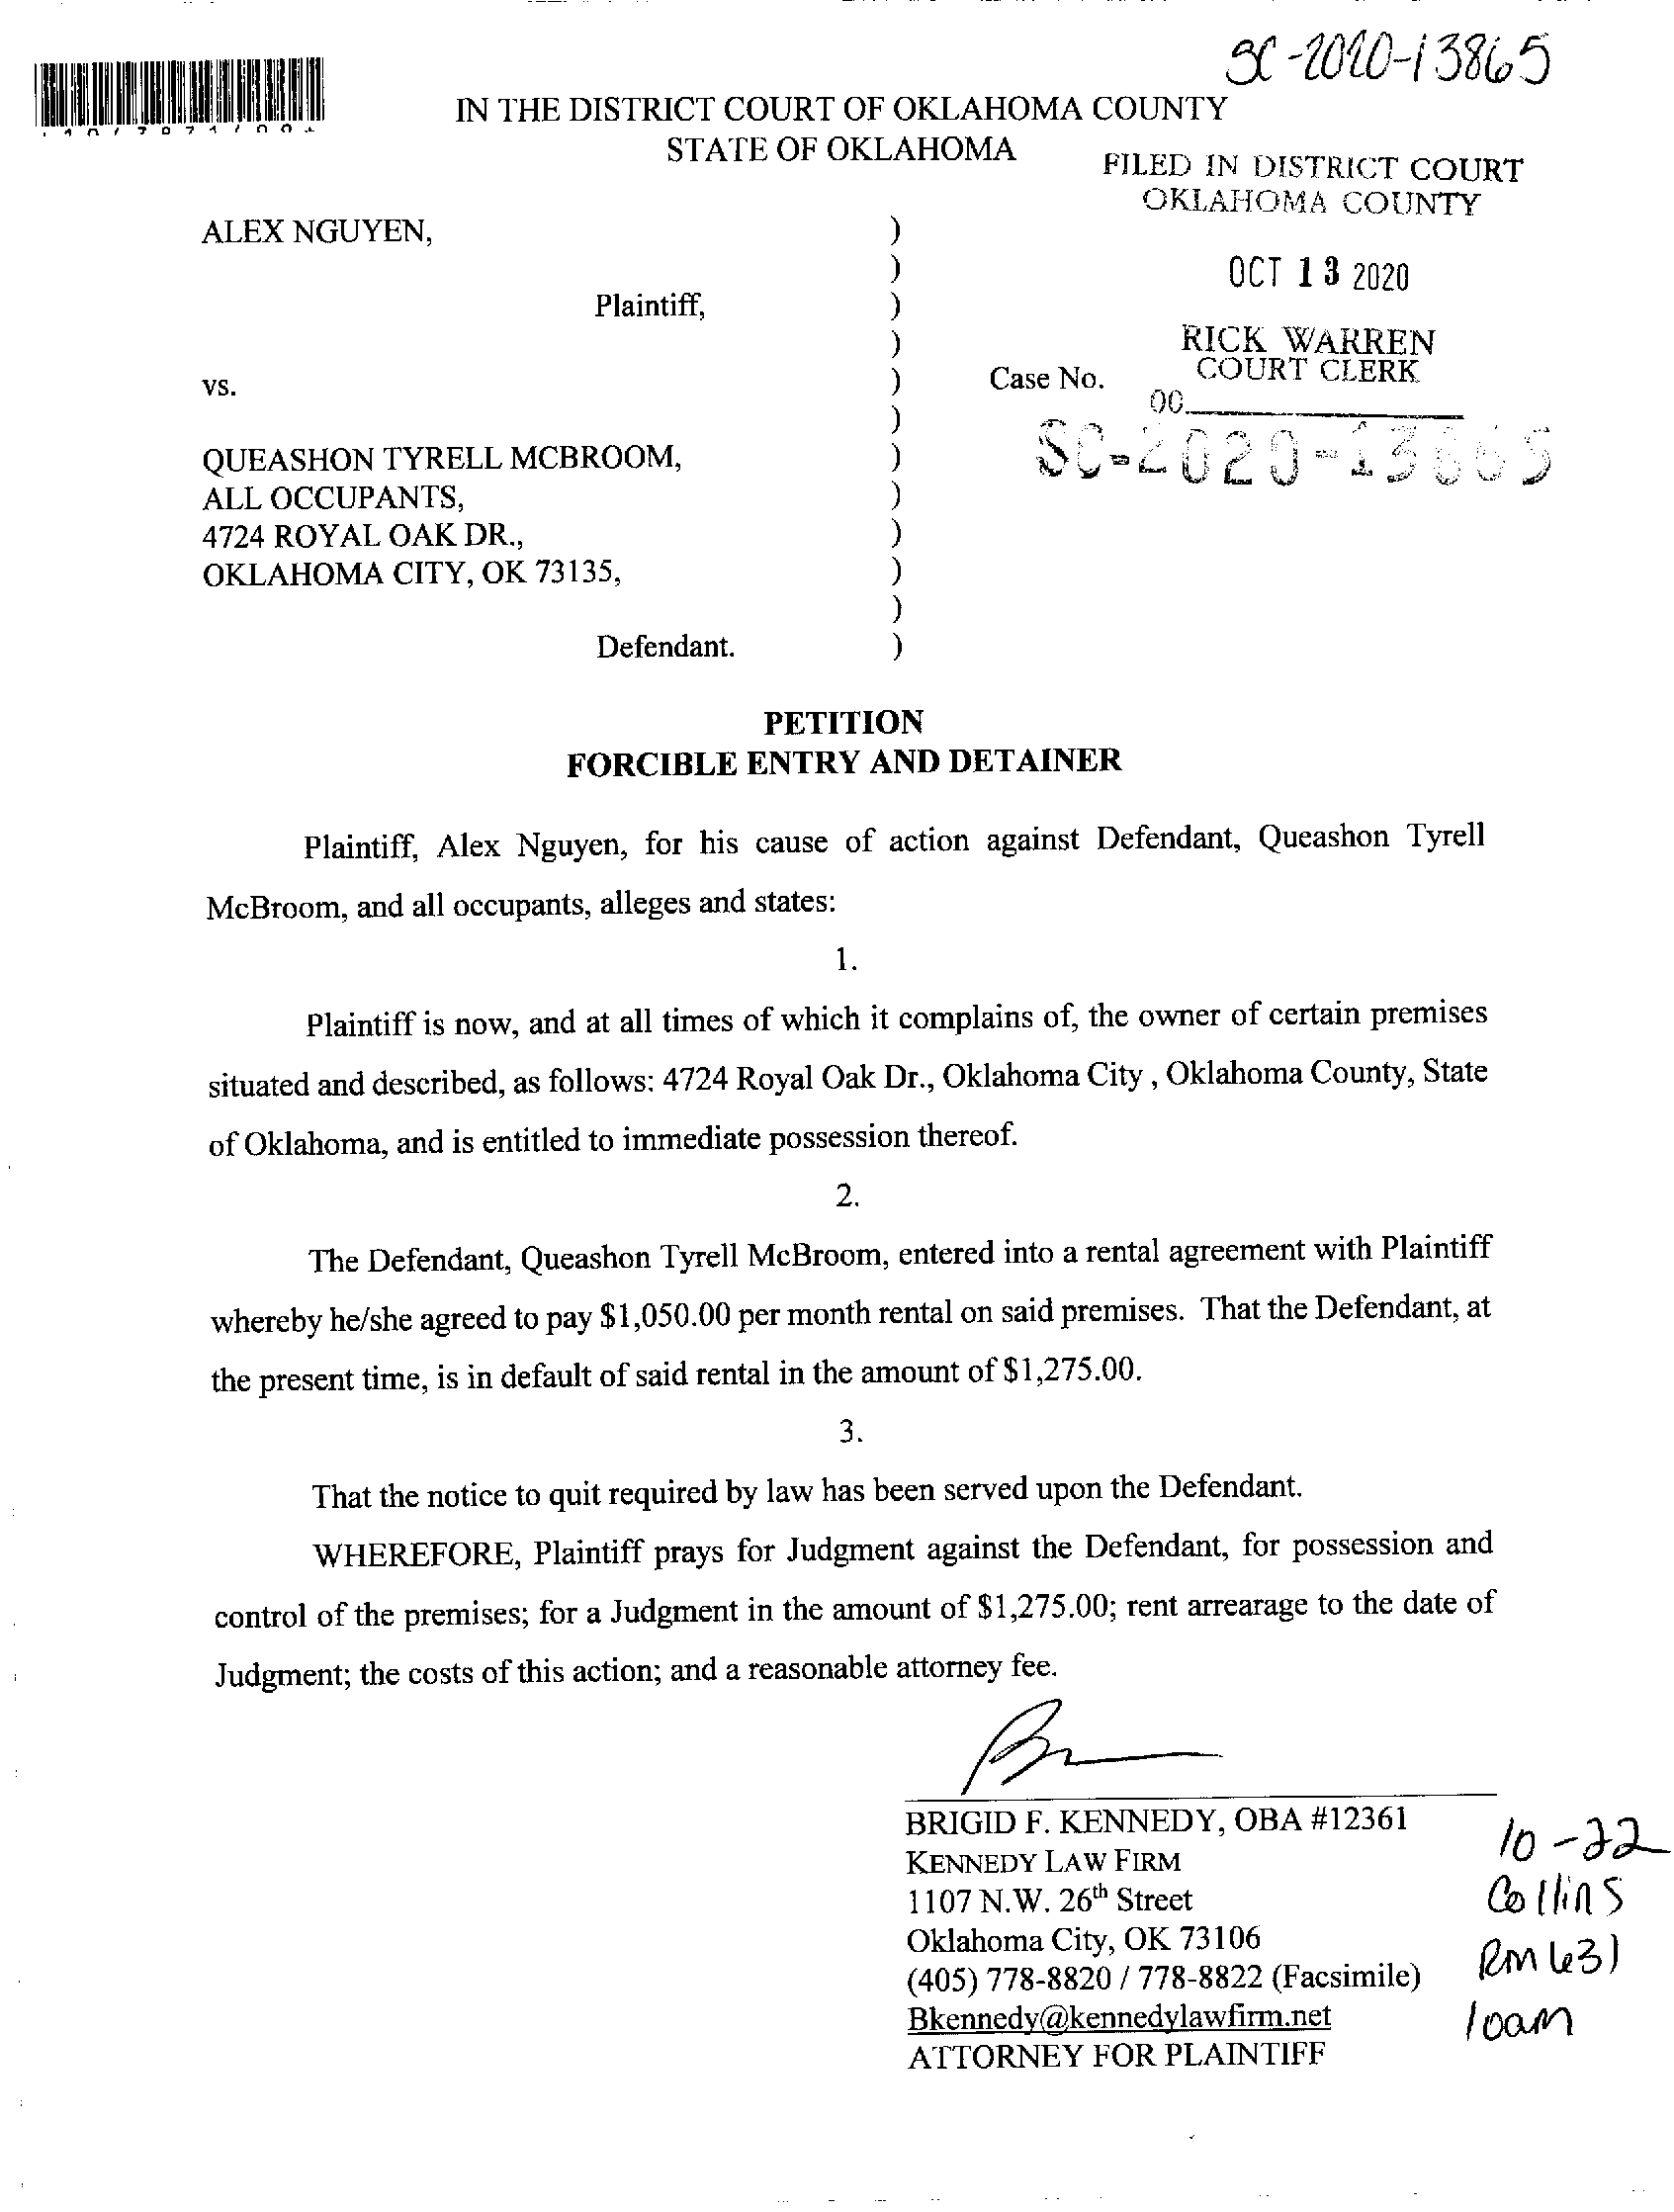 SC-2020-13865
IN THE DISTRICT COURT OF OKLAHOMA COUNTY
STATE OF OKLAHOMA
FILED IN DISTRICT COURT
OKLAHOMA COUNTY
ALEX NGUYEN, )
)
OCT 13 2020
Plaintiff, )
)
RICK WARREN
COURT CLERK
vs. ) Case No.
)
SC-2020-13865
QUEASHON TYRELL MCBROOM, )
ALL OCCUPANTS, )
4724 ROYAL OAK DR., )
OKLAHOMA CITY, OK 73135, )
)
Defendant. )
PETITION
FORCIBLE ENTRY AND DETAINER
Plaintiff, Alex Nguyen, for his cause of action against Defendant, Queashon Tyrell
McBroom, and all occupants, alleges and states:
1.
Plaintiff is now, and at all times of which it complains of, the owner of certain premises
situated and described, as follows: 4724 Royal Oak Dr., Oklahoma City , Oklahoma County, State
of Oklahoma, and is entitled to immediate possession thereof.
2.
The Defendant, Queashon Tyrell McBroom, entered into a rental agreement with Plaintiff
whereby he/she agreed to pay $1,050.00 per month rental on said premises. That the Defendant, at
the present time, is in default of said rental in the amount of $1,275.00.
3.
That the notice to quit required by law has been served upon the Defendant.
WHEREFORE, Plaintiff prays for Judgment against the Defendant, for possession and
control of the premises; for a Judgment in the amount of $1,275.00; rent arrearage to the date of
Judgment; the costs of this action; and a reasonable attorney fee.
BRIGID F. KENNEDY, OBA #12361
KENNEDY LAW FIRM
1107 N.W. 26th Street
Oklahoma City, OK 73106
(405) 778-8820 / 778-8822 (Facsimile)
Bkennedy@kennedylawfirm.net
ATTORNEY FOR PLAINTIFF
10-22
Collins
Rm 631
10am